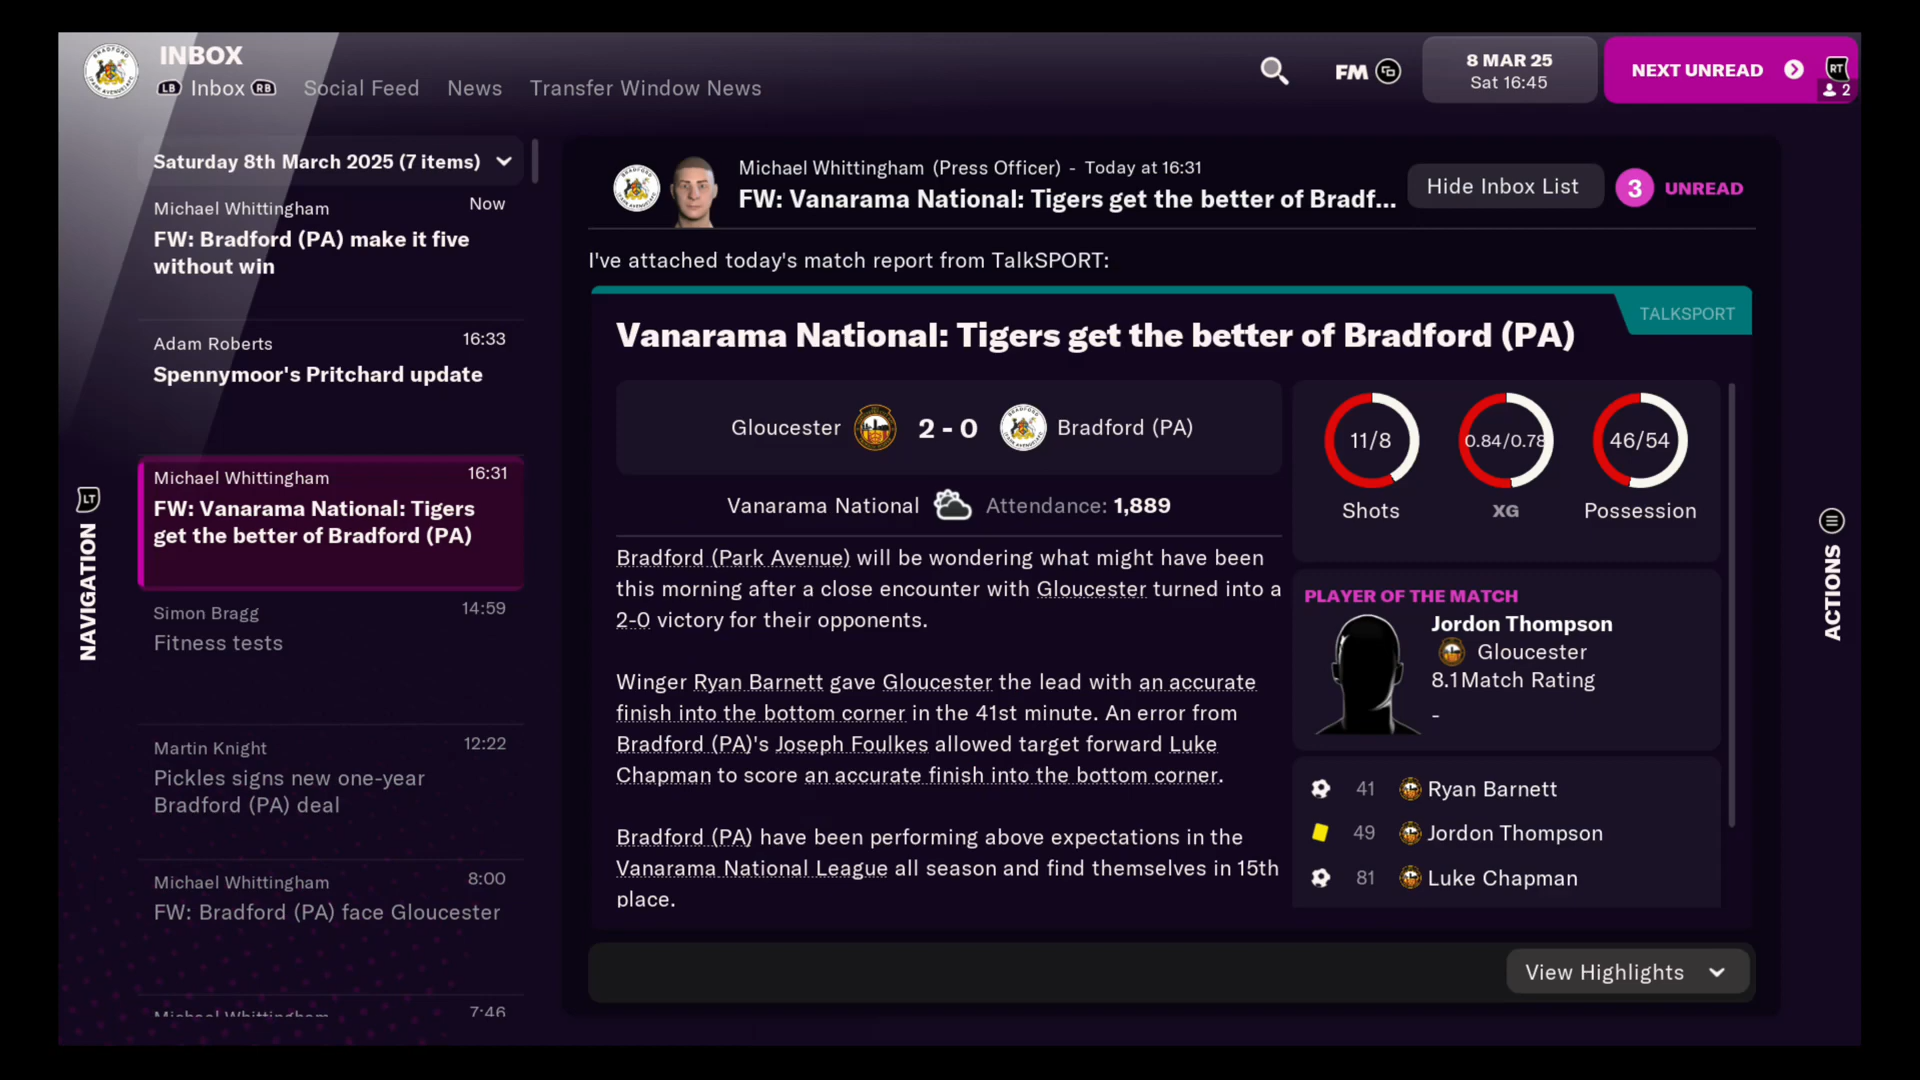 INBOX
LB Inbox RB Social Feed News Transfer Window News
FM
8 MAR 25
Sat 16:45
NEXT UNREAD
RT
2
Saturday 8th March 2025 (7 items)
Michael Whittingham Now
FW: Bradford (PA) make it five
without win
Adam Roberts 16:33
Spennymoor's Pritchard update
Michael Whittingham 16:31
FW: Vanarama National: Tigers
get the better of Bradford (PA)
Simon Bragg 14:59
Fitness tests
Martin Knight 12:22
Pickles signs new one-year
Bradford (PA) deal
Michael Whittingham 8:00
FW: Bradford (PA) face Gloucester
Michael Whittingham 7:46
LT
NAVIGATION
Michael Whittingham (Press Officer) - Today at 16:31
FW: Vanarama National: Tigers get the better of Bradf...
Hide Inbox List
3 UNREAD
I've attached today's match report from TalkSPORT:
TALKSPORT
Vanarama National: Tigers get the better of Bradford (PA)
Gloucester 2 - 0 Bradford (PA)
Vanarama National Attendance: 1,889
Bradford (Park Avenue) will be wondering what might have been
this morning after a close encounter with Gloucester turned into a
2-0 victory for their opponents.
Winger Ryan Barnett gave Gloucester the lead with an accurate
finish into the bottom corner in the 41st minute. An error from
Bradford (PA)'s Joseph Foulkes allowed target forward Luke
Chapman to score an accurate finish into the bottom corner.
Bradford (PA) have been performing above expectations in the
Vanarama National League all season and find themselves in 15th
place.
11/8 0.84/0.78 46/54
Shots XG Possession
PLAYER OF THE MATCH
Jordon Thompson
Gloucester
8.1 Match Rating
-
41 Ryan Barnett
49 Jordon Thompson
81 Luke Chapman
View Highlights
ACTIONS